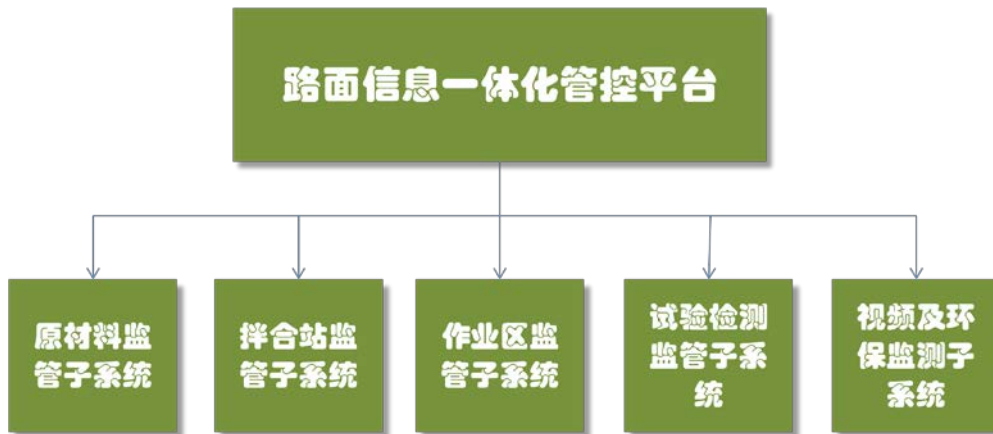 路面信息一体化管控平台
原材料监
管子系统
拌合站监
管子系统
作业区监
管子系统
试验检测
监管子系
统
视频及环
保监测子
系统